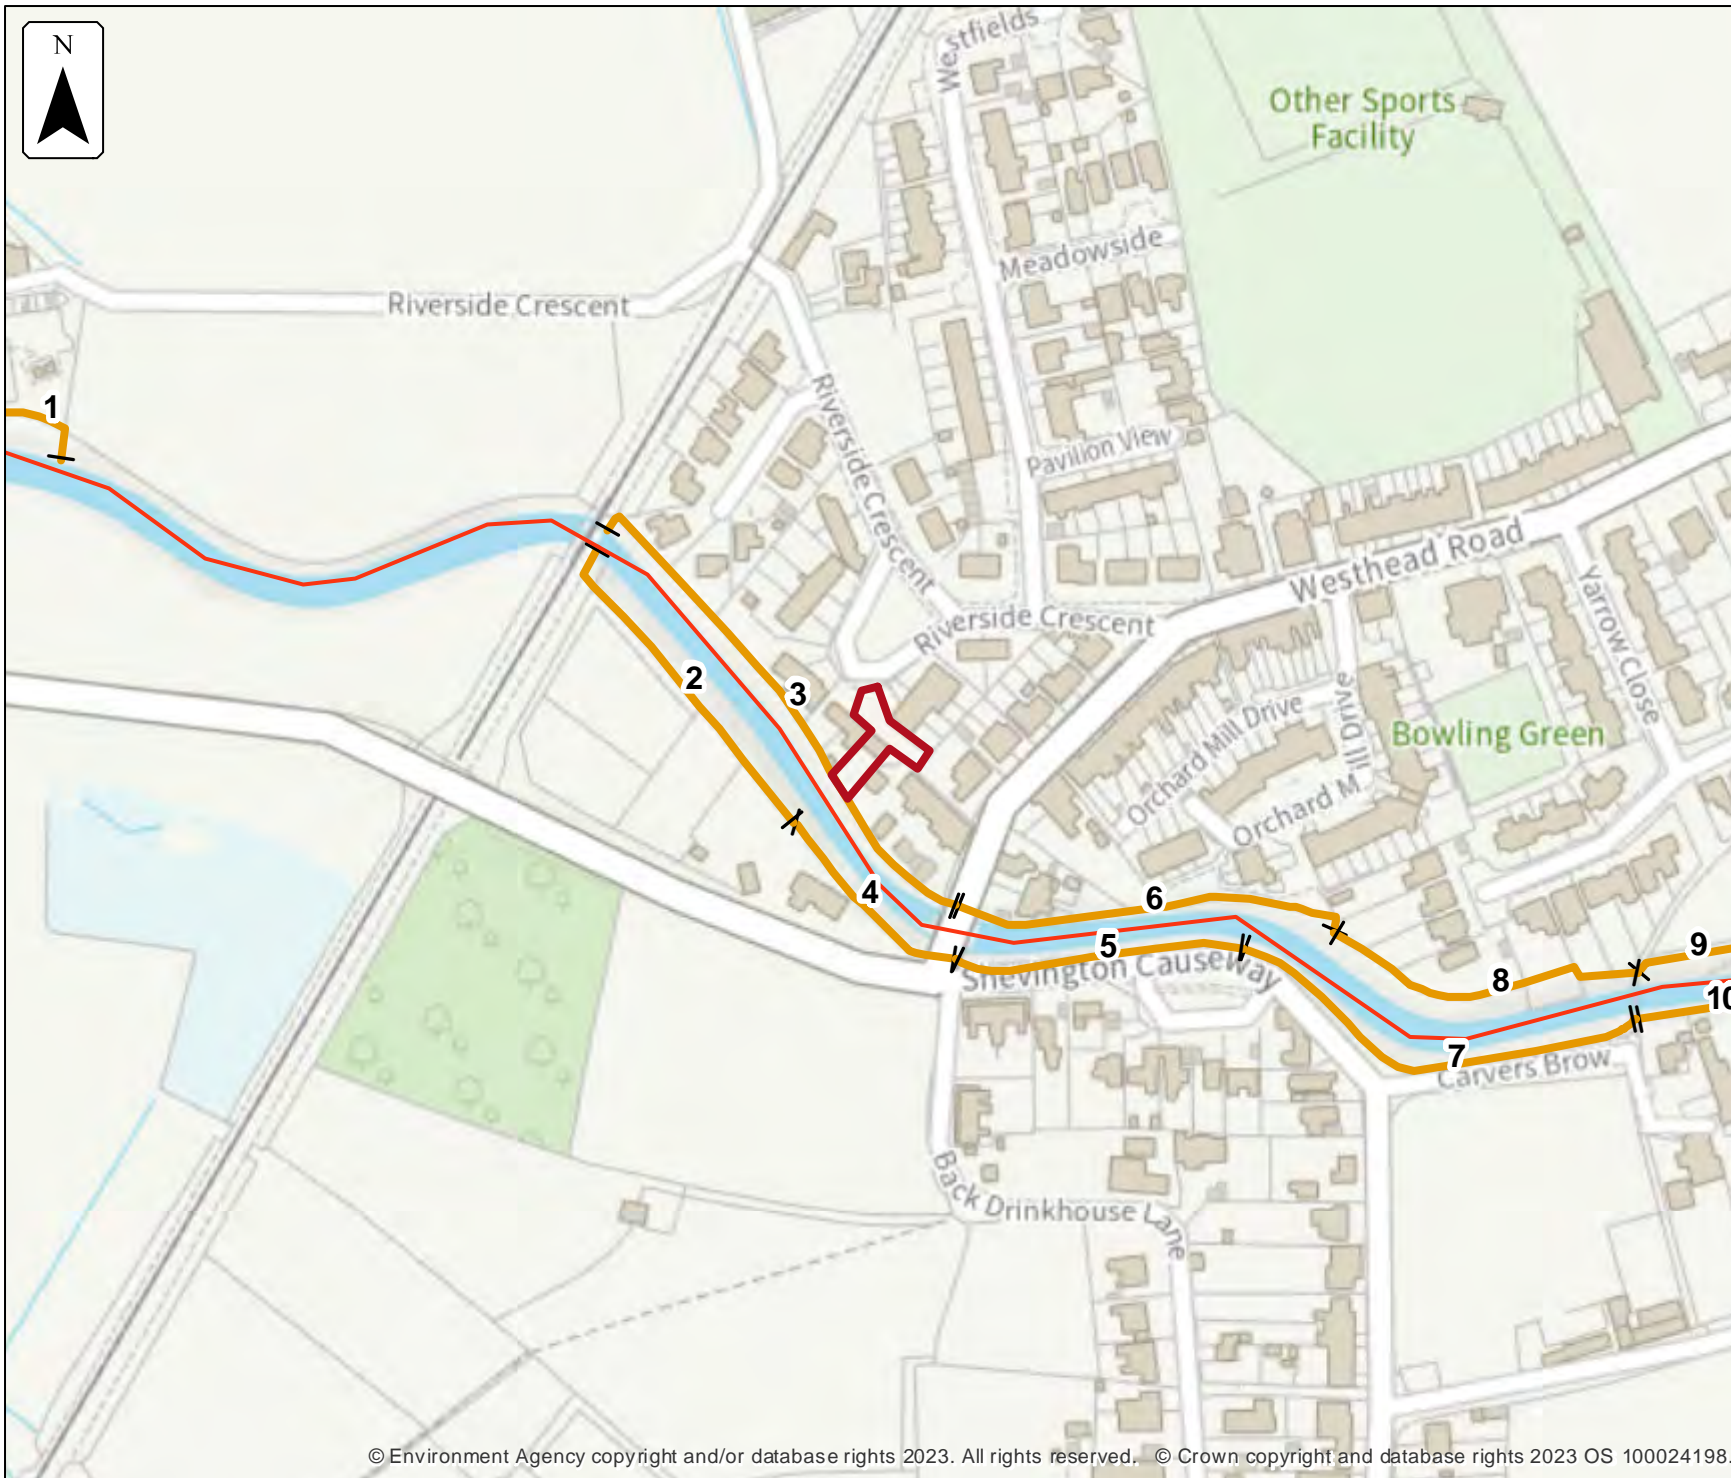 N
Westfields
Other Sports
Facility
Meadowside
Riverside Crescent
Riverside Crescent
1
Pavilion View
Westhead Road
Yarrow Close
Riverside Crescent
2
3
Orchard Mill Drive
Bowling Green
Orchard M
ill Drive
4
6
5
9
Shevington Causeway
8
10
7
Carvers Brow
Back Drinkhouse Lane
© Environment Agency copyright and/or database rights 2023. All rights reserved. © Crown copyright and database rights 2023 OS 100024198.